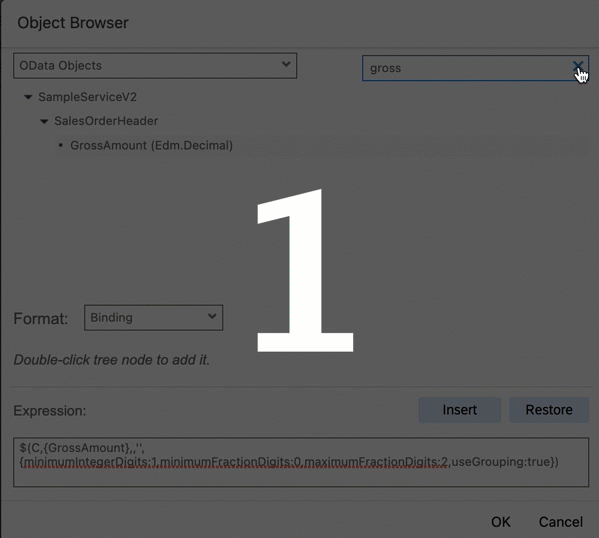 Object Browser
OData Objects
gross
SampleServiceV2
SalesOrderHeader
GrossAmount (Edm.Decimal)
1
Format:
Binding
Double-click tree node to add it.
Expression:
Insert
Restore
$(C,{GrossAmount},,'',
{minimumIntegerDigits:1,minimumFractionDigits:0,maximumFractionDigits:2,useGrouping:true})
OK
Cancel